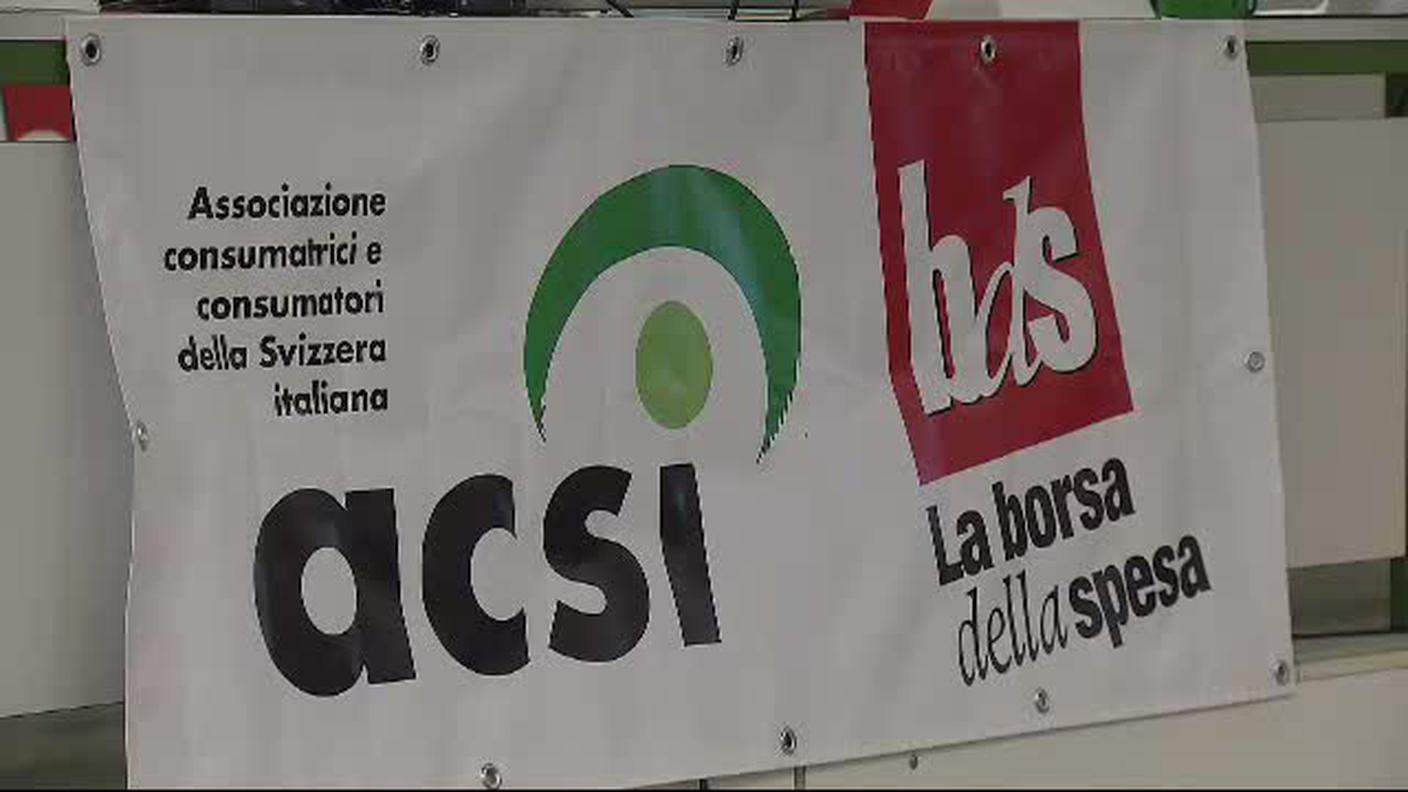 Associazione
consumatrici e
consumatori
della Svizzera
italiana
acsi
bds
La borsa
della spesa